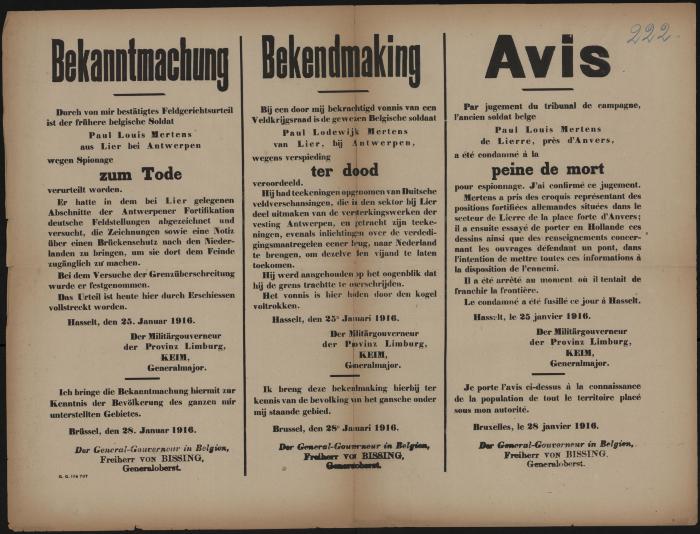 222.
Bekanntmachung
Durch von mir bestätigtes Feldgerichtsurteil
ist der frühere belgische Soldat
Paul Louis Mertens
aus Lier bei Antwerpen
wegen Spionage
zum Tode
verurteilt worden.
Er hatte in dem bei Lier gelegenen
Abschnitte der Antwerpener Fortifikation
deutsche Feldstellungen abgezeichnet und
versucht, die Zeichnungen sowie eine Notiz
über einen Brückenschutz nach den Nieder-
landen zu bringen, um sie dort dem Feinde
zugänglich zu machen.
Bei dem Versuche der Grenzüberschreitung
wurde er festgenommen.
Das Urteil ist heute hier durch Erschiessen
vollstreckt worden.
Hasselt, den 25. Januar 1916.
Der Militärgouverneur
der Provinz Limburg,
KEIM,
Generalmajor.
Ich bringe die Bekanntmachung hiermit zur
Kenntnis der Bevölkerung des ganzen mir
unterstellten Gebietes.
Brüssel, den 28. Januar 1916.
Der General-Gouverneur in Belgien,
Freiherr VON BISSING,
Generaloberst.
G. G. 116 707
Bekendmaking
Bij een door mij bekrachtigd vonnis van een
Veldkrijgsraad is de gewezen Belgische soldaat
Paul Lodewijk Mertens
van Lier, bij Antwerpen,
wegens verspieding
ter dood
veroordeeld.
Hij had teekeningen opgenomen van Duitsche
veldverschansingen, die in den sektor bij Lier
deel uitmaken van de versterkingswerken der
vesting Antwerpen, en getracht zijn teeke-
ningen, evenals inlichtingen over de verdedi-
gingsmaatregelen eener brug, naar Nederland
te brengen, om dezelve den vijand te laten
toekomen.
Hij werd aangehouden op het oogenblik dat
hij de grens trachtte te overschrijden.
Het vonnis is hier heden door den kogel
voltrokken.
Hasselt, den 25n Januari 1916.
Der Militärgouverneur
der Provinz Limburg,
KEIM,
Generalmajor.
Ik breng deze bekendmaking hierbij ter
kennis van de bevolking van het gansche onder
mij staande gebied.
Brussel, den 28n Januari 1916.
Der General-Gouverneur in Belgien,
Freiherr VON BISSING,
Generaloberst.
Avis
Par jugement du tribunal de campagne,
l'ancien soldat belge
Paul Louis Mertens
de Lierre, près d'Anvers,
a été condamné à la
peine de mort
pour espionnage. J'ai confirmé ce jugement.
Mertens a pris des croquis représentant des
positions fortifiées allemandes situées dans le
secteur de Lierre de la place forte d'Anvers;
il a ensuite essayé de porter en Hollande ces
dessins ainsi que des renseignements concer-
nant les ouvrages défendant un pont, dans
l'intention de mettre toutes ces informations à
la disposition de l'ennemi.
Il a été arrêté au moment où il tentait de
franchir la frontière.
Le condamné a été fusillé ce jour à Hasselt.
Hasselt, le 25 janvier 1916.
Der Militärgouverneur
der Provinz Limburg,
KEIM,
Generalmajor.
Je porte l'avis ci-dessus à la connaissance
de la population de tout le territoire placé
sous mon autorité.
Bruxelles, le 28 janvier 1916.
Der General-Gouverneur in Belgien,
Freiherr VON BISSING,
Generaloberst.